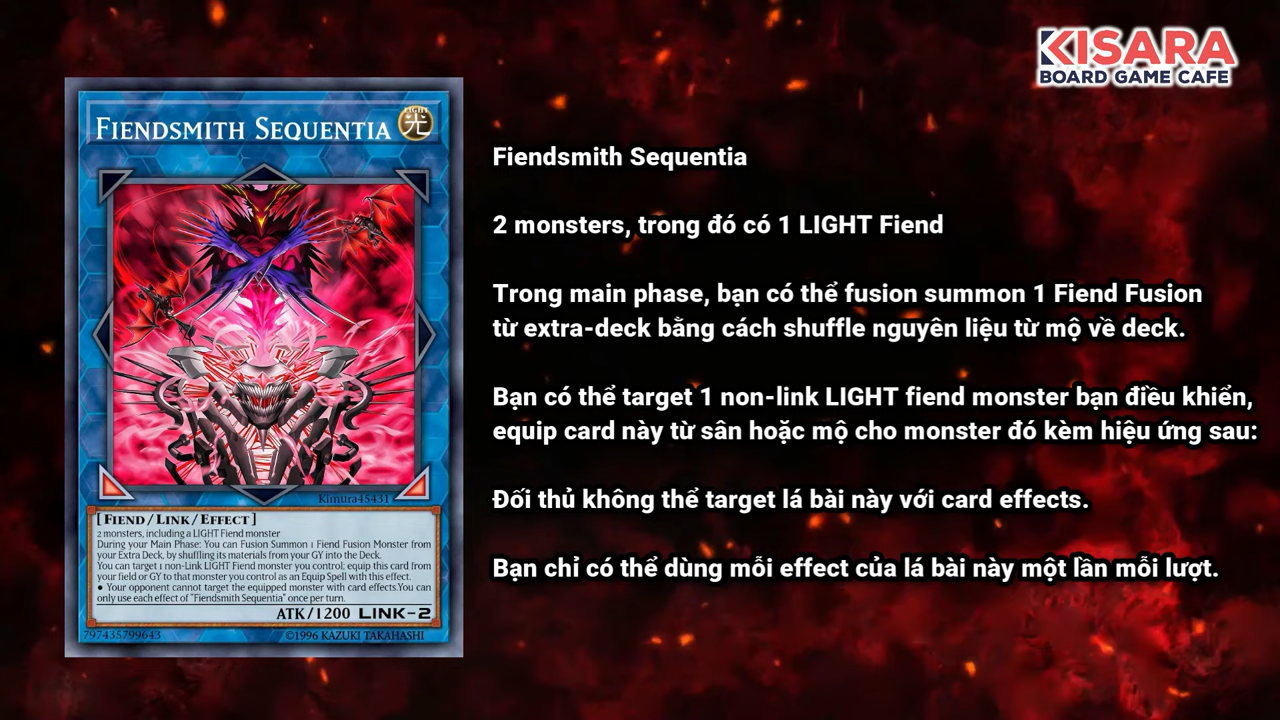 KISARA
BOARD GAME CAFE
FIENDSMITH SEQUENTIA
LIGHT
光
Kimura45431
[FIEND/LINK/EFFECT]
2 monsters, including a LIGHT Fiend monster
During your Main Phase: You can Fusion Summon 1 Fiend Fusion Monster from
your Extra Deck, by shuffling its materials from your GY into the Deck.
You can target 1 non-Link LIGHT Fiend monster you control; equip this card from
your field or GY to that monster you control as an Equip Spell with this effect.
● Your opponent cannot target the equipped monster with card effects.You can
only use each effect of "Fiendsmith Sequentia" once per turn.
ATK/1200 LINK-2
797435799643 ©1996 KAZUKI TAKAHASHI
Fiendsmith Sequentia
2 monsters, trong đó có 1 LIGHT Fiend
Trong main phase, bạn có thể fusion summon 1 Fiend Fusion
từ extra-deck bằng cách shuffle nguyên liệu từ mộ về deck.
Bạn có thể target 1 non-link LIGHT fiend monster bạn điều khiển,
equip card này từ sân hoặc mộ cho monster đó kèm hiệu ứng sau:
Đối thủ không thể target lá bài này với card effects.
Bạn chỉ có thể dùng mỗi effect của lá bài này một lần mỗi lượt.